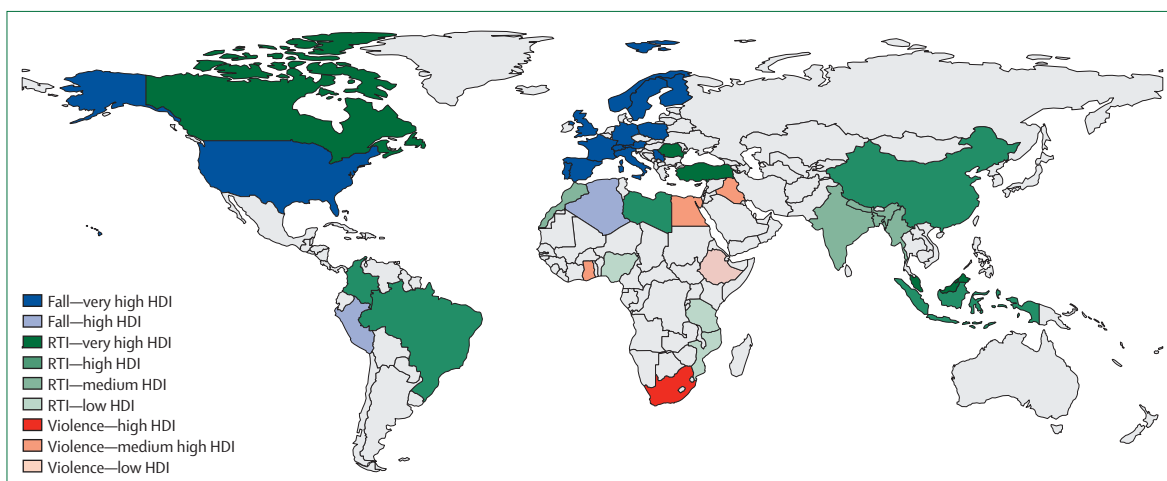 Fall—very high HDI
Fall—high HDI
RTI—very high HDI
RTI—high HDI
RTI—medium HDI
RTI—low HDI
Violence—high HDI
Violence—medium high HDI
Violence—low HDI